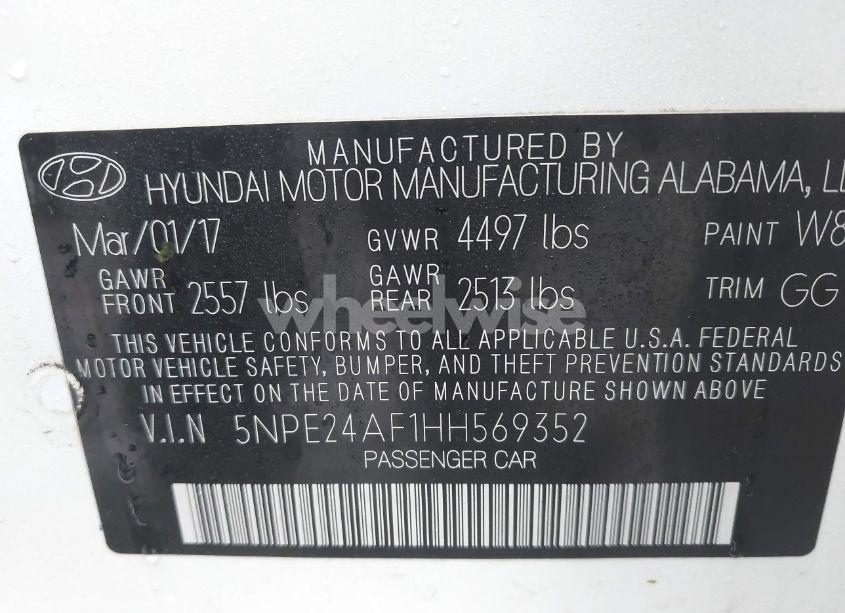 MANUFACTURED BY
HYUNDAI MOTOR MANUFACTURING ALABAMA,
Mar/01/17 GVWR 4497 lbs PAINT W8
GAWR FRONT 2557 lbs GAWR REAR 2513 lbs TRIM GG
wheelwise
THIS VEHICLE CONFORMS TO ALL APPLICABLE U.S.A. FEDERAL
MOTOR VEHICLE SAFETY, BUMPER, AND THEFT PREVENTION STANDARDS
IN EFFECT ON THE DATE OF MANUFACTURE SHOWN ABOVE
V.I.N 5NPE24AF1HH569352
PASSENGER CAR